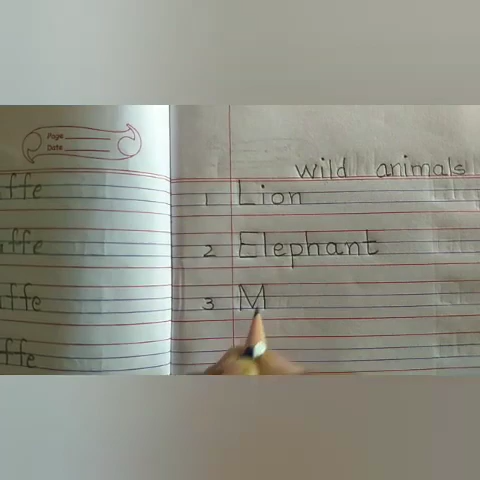 Page
Date
ffe
ffe
ffe
ffe
wild animals
1 Lion
2 Elephant
3 M